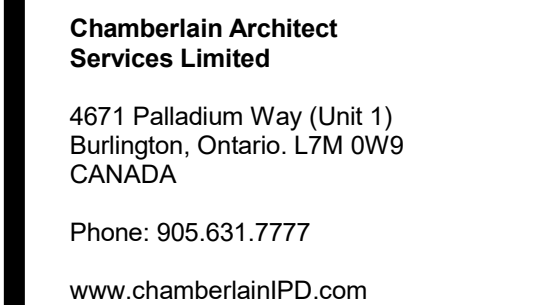 Chamberlain Architect
Services Limited
4671 Palladium Way (Unit 1)
Burlington, Ontario. L7M 0W9
CANADA
Phone: 905.631.7777
www.chamberlainIPD.com